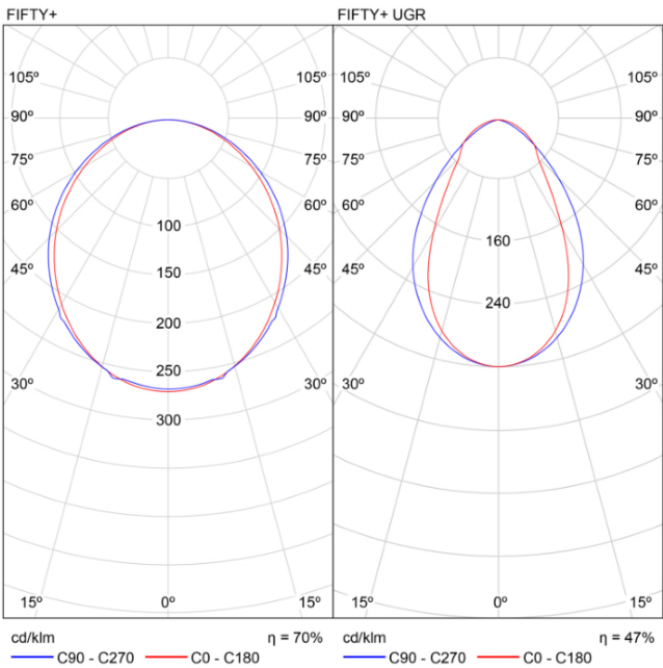 FIFTY+
105º 105º
90º 90º
75º 75º
60º 60º
100
45º 45º
150
200
250
30º 30º
300
15º 0º 15º
cd/klm η = 70%
C90 - C270 C0 - C180
FIFTY+ UGR
105º 105º
90º 90º
75º 75º
60º 60º
160
45º 45º
240
30º 30º
15º 0º 15º
cd/klm η = 47%
C90 - C270 C0 - C180